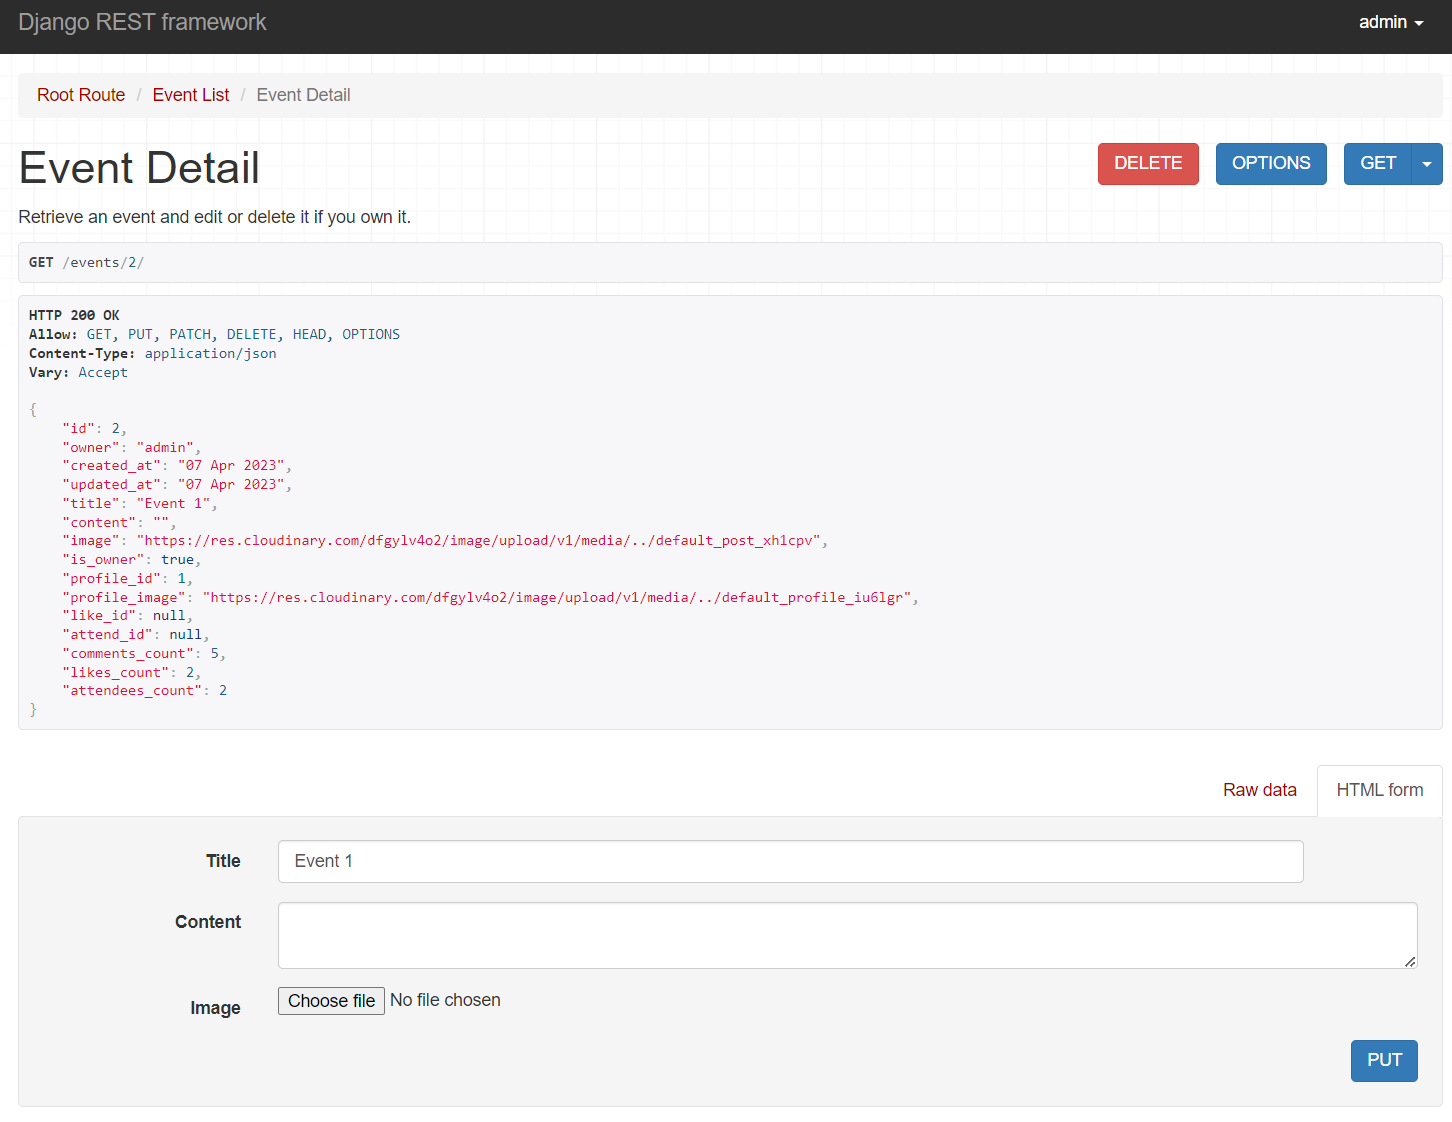 Django REST framework
admin
Root Route / Event List / Event Detail
Event Detail
DELETE
OPTIONS
GET
Retrieve an event and edit or delete it if you own it.
GET /events/2/
HTTP 200 OK
Allow: GET, PUT, PATCH, DELETE, HEAD, OPTIONS
Content-Type: application/json
Vary: Accept
{
    "id": 2,
    "owner": "admin",
    "created_at": "07 Apr 2023",
    "updated_at": "07 Apr 2023",
    "title": "Event 1",
    "content": "",
    "image": "https://res.cloudinary.com/dfgylv4o2/image/upload/v1/media/../default_post_xh1cpv",
    "is_owner": true,
    "profile_id": 1,
    "profile_image": "https://res.cloudinary.com/dfgylv4o2/image/upload/v1/media/../default_profile_iu6lgr",
    "like_id": null,
    "attend_id": null,
    "comments_count": 5,
    "likes_count": 2,
    "attendees_count": 2
}
Raw data
HTML form
Title
Event 1
Content
Image
Choose file No file chosen
PUT